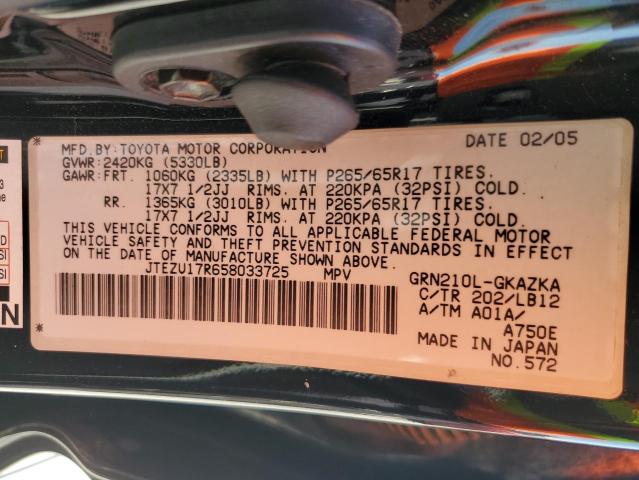 MFD.BY:TOYOTA MOTOR CORPORATION DATE 02/05
GVWR:2420KG (5330LB)
GAWR:FRT. 1060KG (2335LB) WITH P265/65R17 TIRES.
17X7 1/2JJ RIMS. AT 220KPA (32PSI) COLD.
RR. 1365KG (3010LB) WITH P265/65R17 TIRES.
17X7 1/2JJ RIMS. AT 220KPA (32PSI) COLD.
THIS VEHICLE CONFORMS TO ALL APPLICABLE FEDERAL MOTOR
VEHICLE SAFETY AND THEFT PREVENTION STANDARDS IN EFFECT
ON THE DATE OF MANUFACTURE SHOWN ABOVE.
JTEZU17R658033725 MPV GRN210L-GKAZKA
C/TR 202/LB12
A/TM A01A/
A750E
MADE IN JAPAN
NO.572